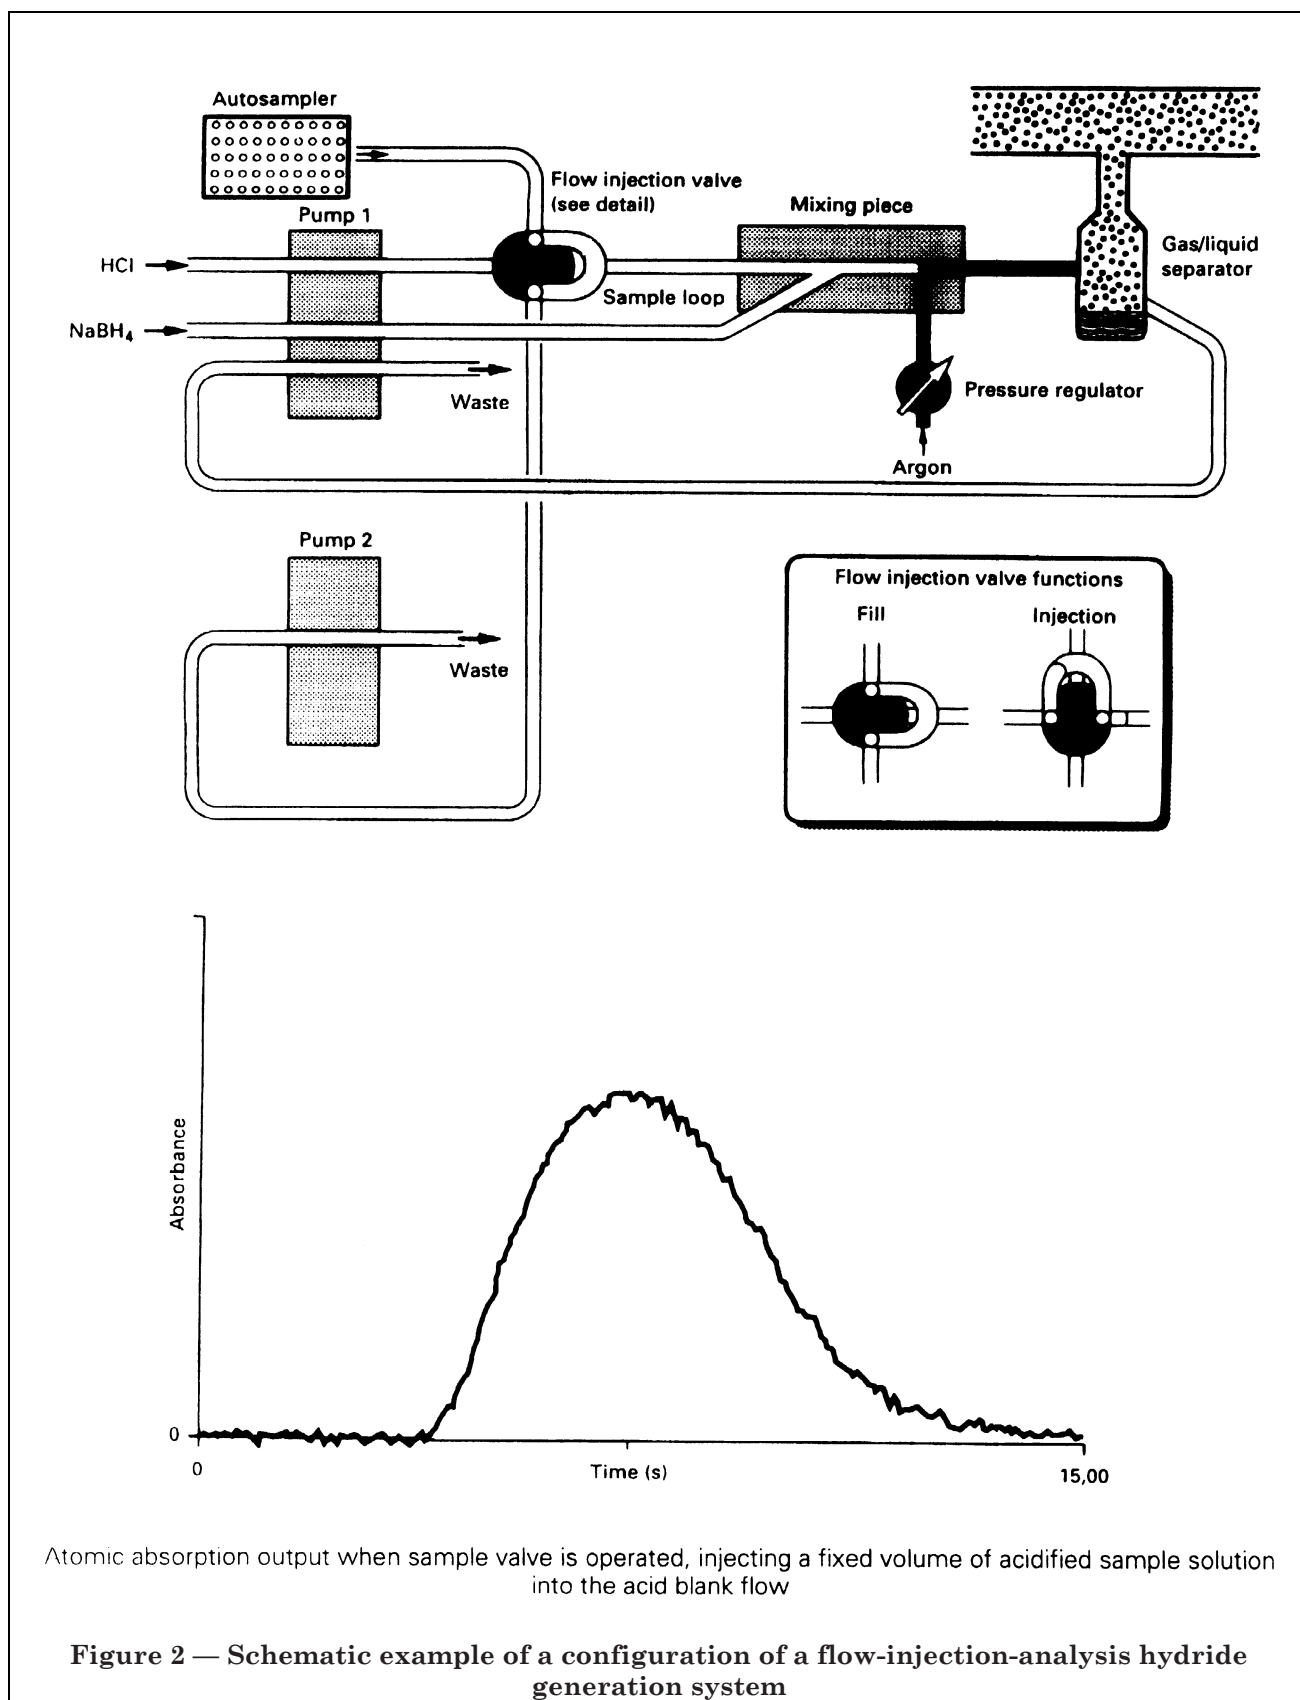 Autosampler
Flow injection valve
(see detail)
Pump 1
Mixing piece
Gas/liquid
separator
HCl
Sample loop
NaBH₄
Waste
Pressure regulator
Argon
Pump 2
Waste
Flow injection valve functions
Fill
Injection
Absorbance
0
0
Time (s)
15,00
Atomic absorption output when sample valve is operated, injecting a fixed volume of acidified sample solution
into the acid blank flow
Figure 2 — Schematic example of a configuration of a flow-injection-analysis hydride
generation system